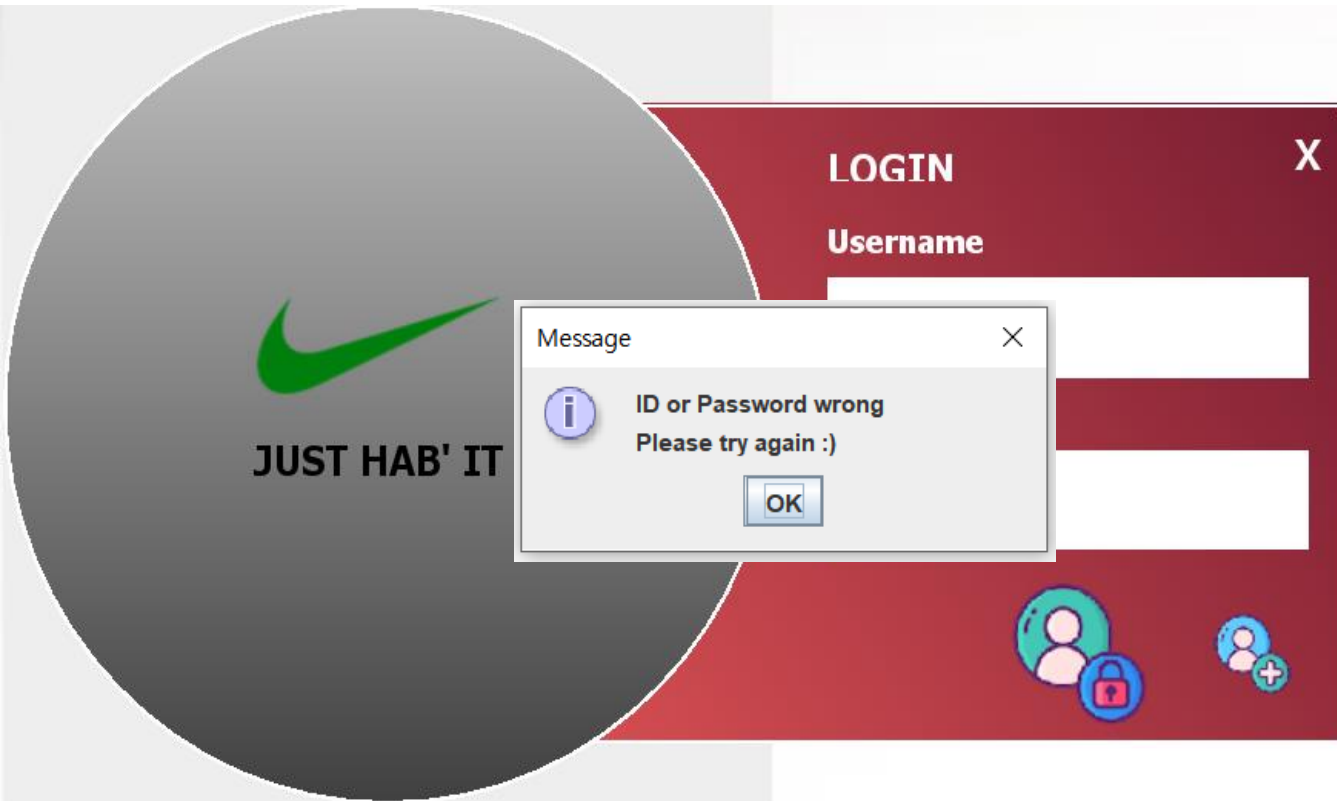 LOGIN
X
Username
JUST HAB' IT
Message
ID or Password wrong
Please try again :)
OK